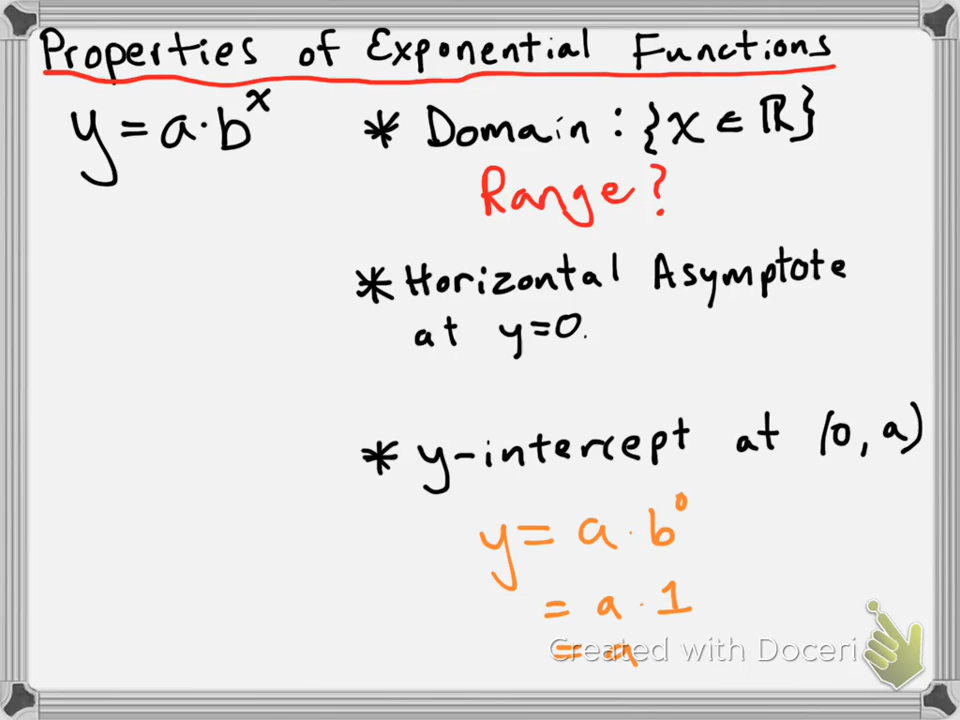 Properties of Exponential Functions
y = a · b^x
* Domain : {x ∈ ℝ}
Range?
* Horizontal Asymptote
at y=0.
* y-intercept at (0, a)
y = a · b^0
= a · 1
= a
Created with Doceri